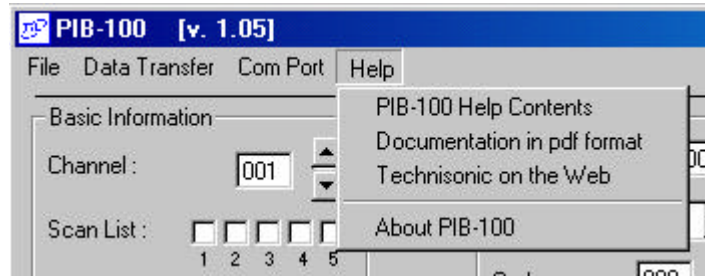 PIB-100 [v. 1.05]
File Data Transfer Com Port Help
PIB-100 Help Contents
Documentation in pdf format
Technisonic on the Web
About PIB-100
Basic Information
Channel : 001
Scan List :
1 2 3 4 5